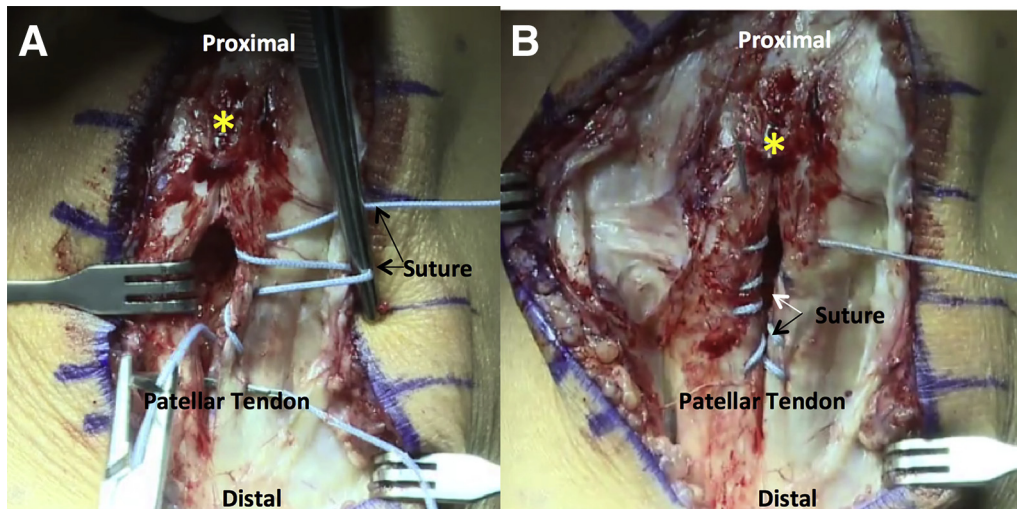 A
Proximal
*
Suture
Patellar Tendon
Distal
B
Proximal
*
Suture
Patellar Tendon
Distal